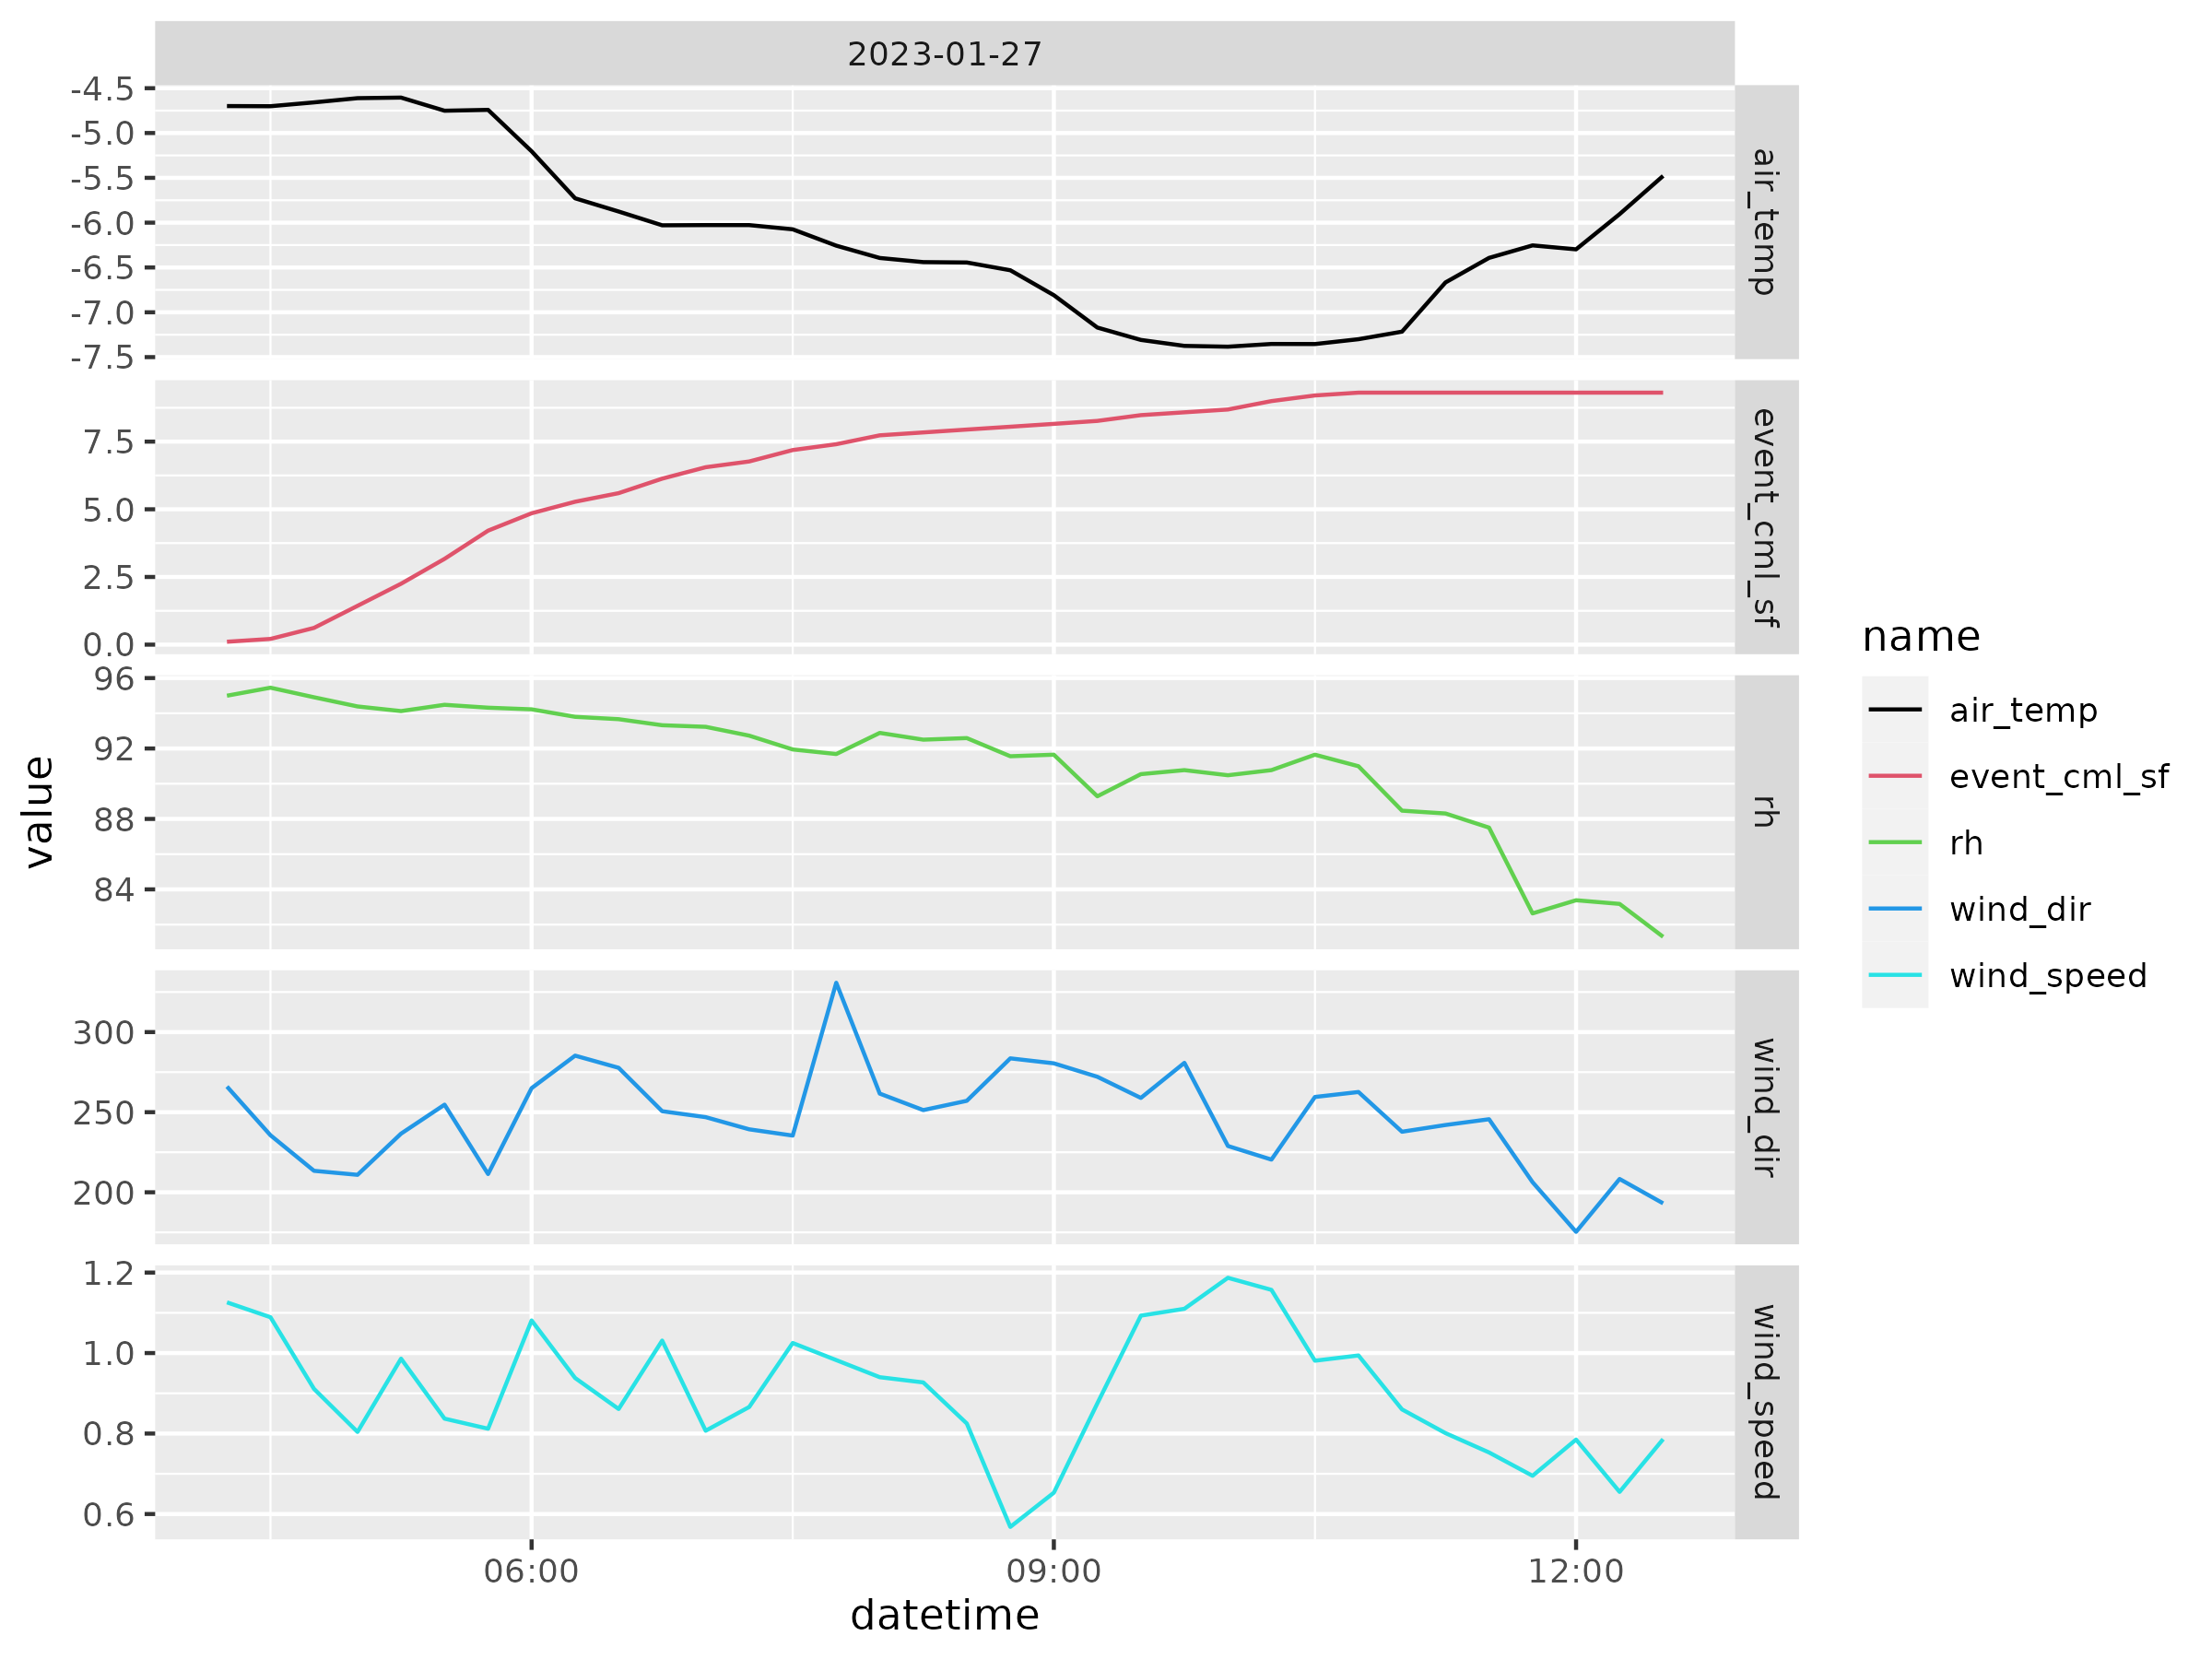 2023-01-27
-4.5
-5.0
-5.5
-6.0
-6.5
-7.0
-7.5
air_temp
7.5
5.0
2.5
0.0
event_cml_sf
96
92
88
84
rh
300
250
200
wind_dir
1.2
1.0
0.8
0.6
wind_speed
06:00 09:00 12:00
datetime
value
name
air_temp
event_cml_sf
rh
wind_dir
wind_speed